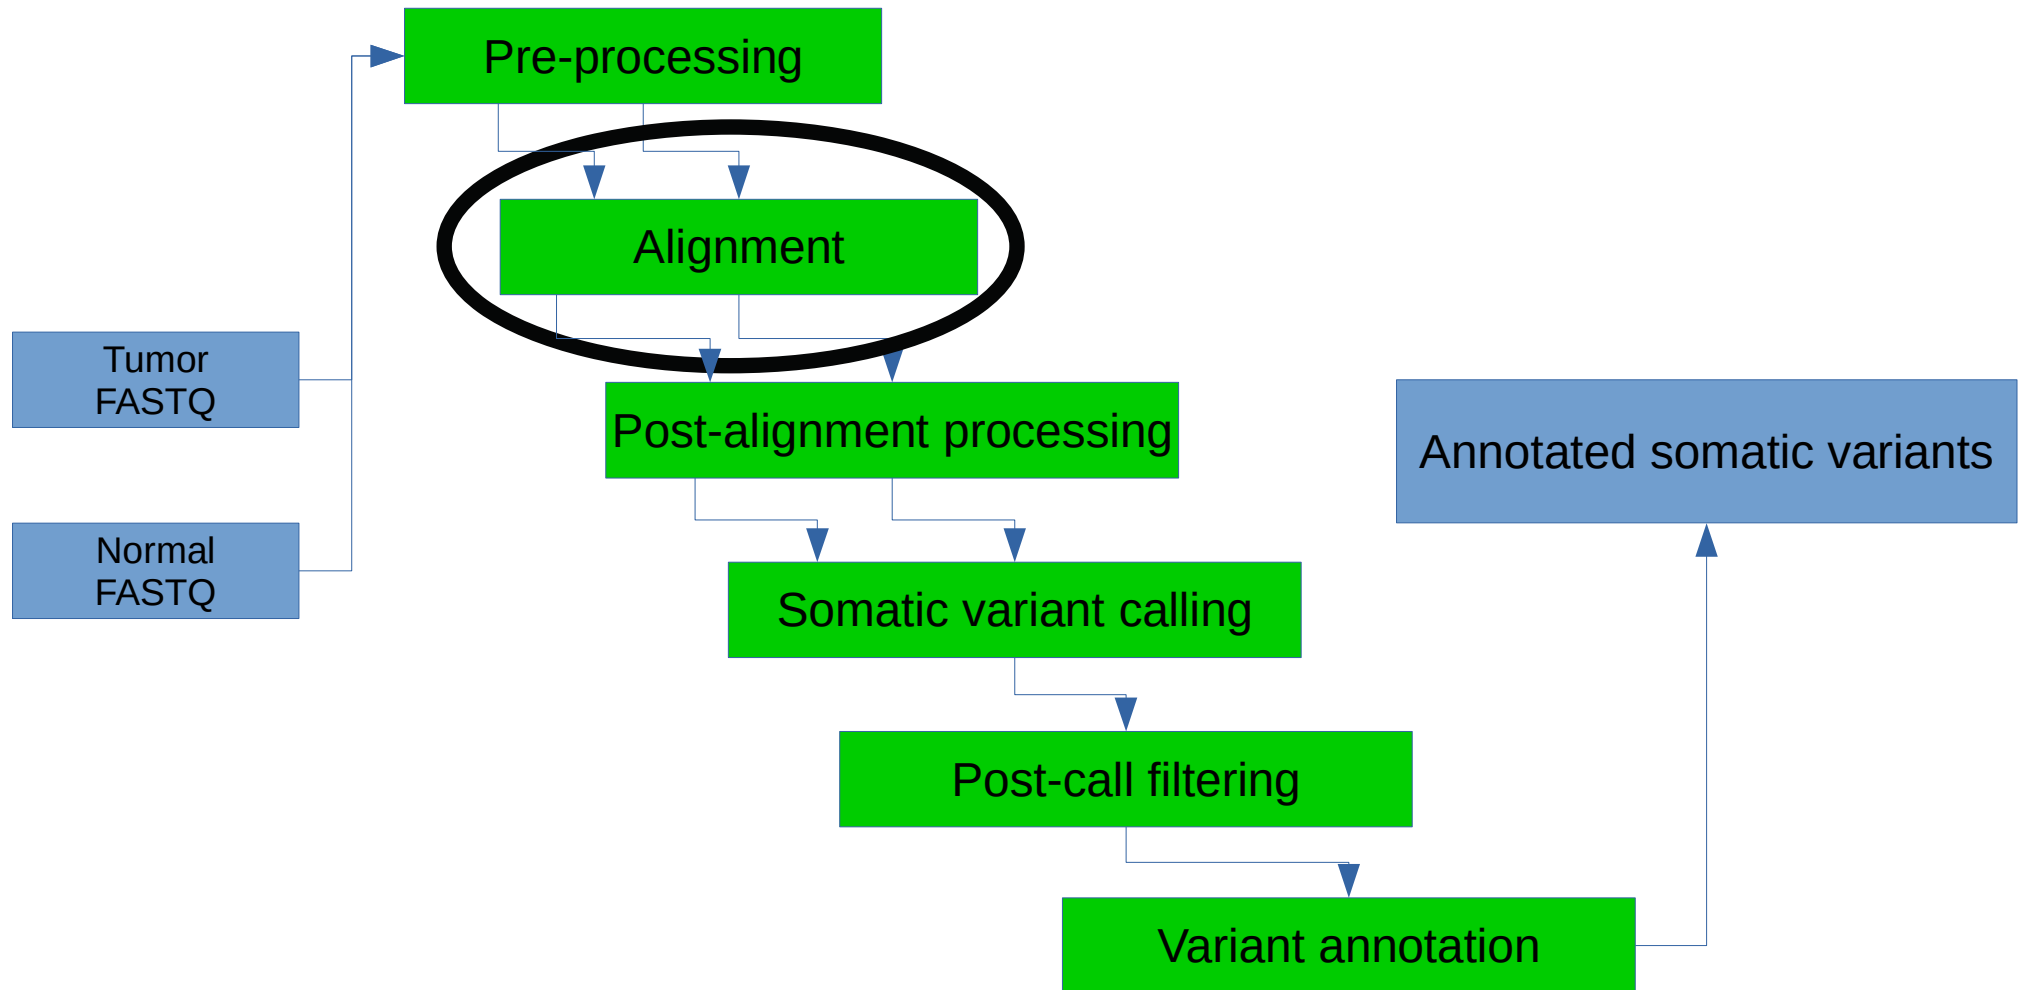 Pre-processing
Alignment
Tumor
FASTQ
Normal
FASTQ
Post-alignment processing
Annotated somatic variants
Somatic variant calling
Post-call filtering
Variant annotation